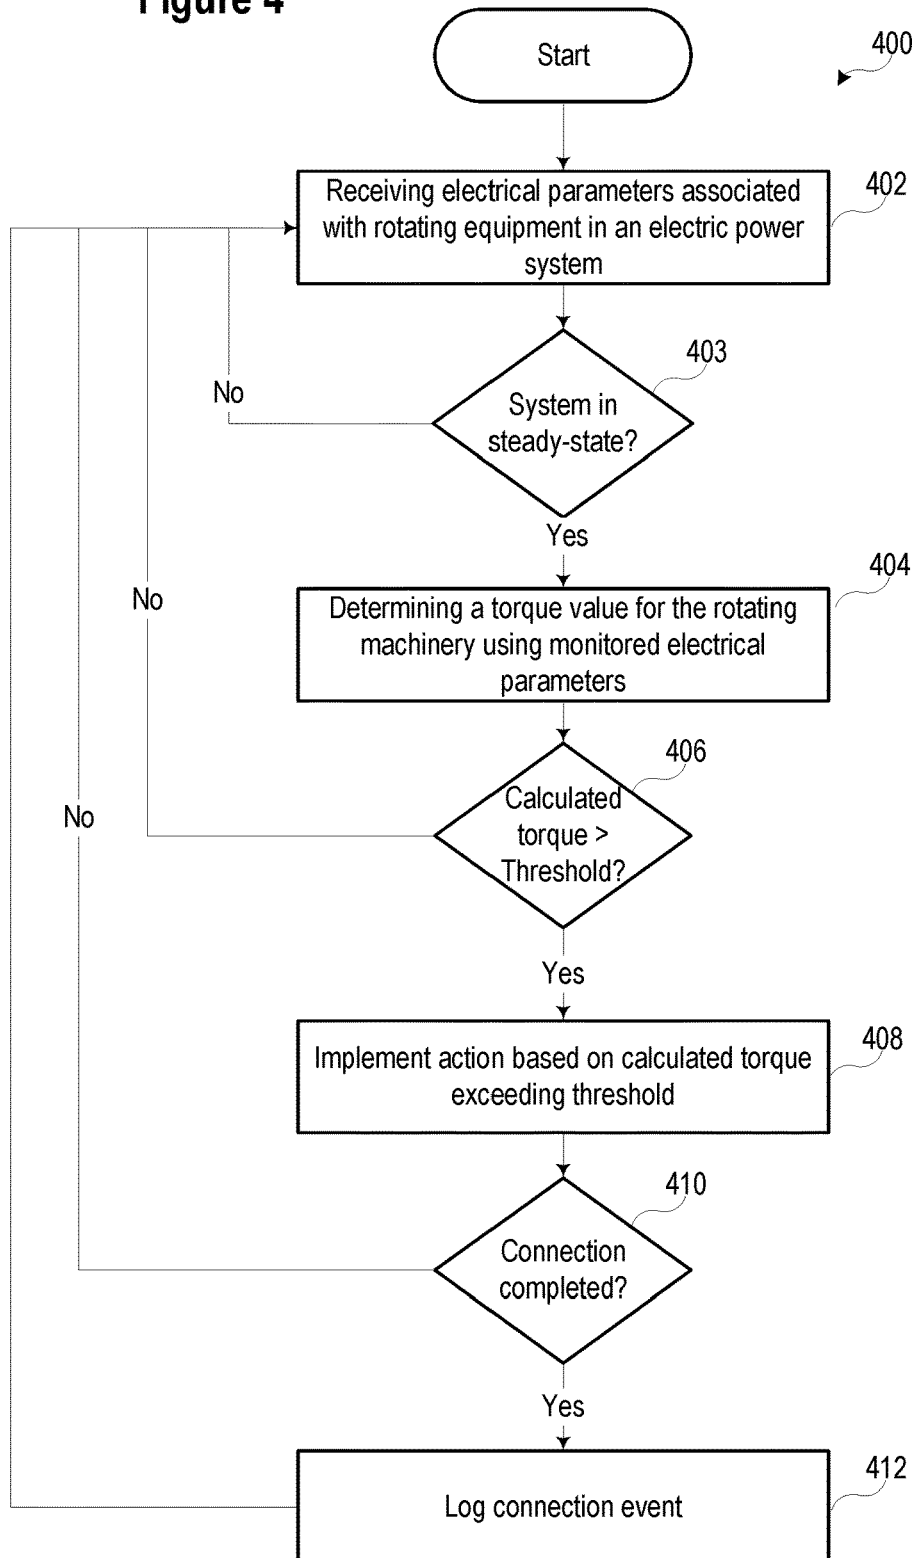 Figure 4
Start
400
Receiving electrical parameters associated
with rotating equipment in an electric power
system
402
System in
steady-state?
403
No
Yes
Determining a torque value for the rotating
machinery using monitored electrical
parameters
404
No
Calculated
torque >
Threshold?
406
No
Yes
Implement action based on calculated torque
exceeding threshold
408
Connection
completed?
410
Yes
Log connection event
412